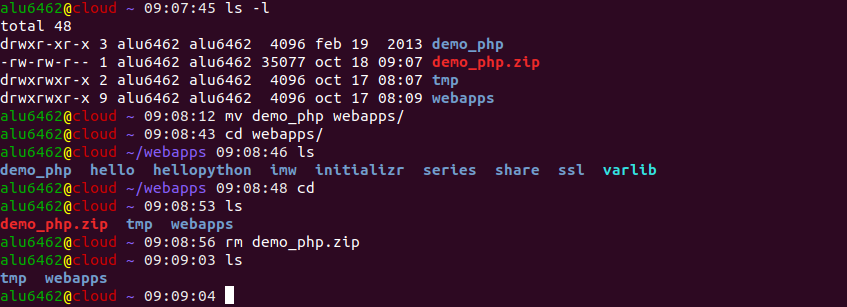 alu6462@cloud ~ 09:07:45 ls -l
total 48
drwxr-xr-x 3 alu6462 alu6462  4096 feb 19  2013 demo_php
-rw-rw-r-- 1 alu6462 alu6462 35077 oct 18 09:07 demo_php.zip
drwxrwxr-x 2 alu6462 alu6462  4096 oct 17 08:07 tmp
drwxrwxr-x 9 alu6462 alu6462  4096 oct 17 08:09 webapps
alu6462@cloud ~ 09:08:12 mv demo_php webapps/
alu6462@cloud ~ 09:08:43 cd webapps/
alu6462@cloud ~/webapps 09:08:46 ls
demo_php  hello  hellopython  imw  initializr  series  share  ssl  varlib
alu6462@cloud ~/webapps 09:08:48 cd
alu6462@cloud ~ 09:08:53 ls
demo_php.zip  tmp  webapps
alu6462@cloud ~ 09:08:56 rm demo_php.zip
alu6462@cloud ~ 09:09:03 ls
tmp  webapps
alu6462@cloud ~ 09:09:04